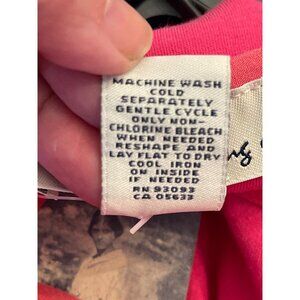 MACHINE WASH
COLD
SEPARATELY
GENTLE CYCLE
ONLY NON-
CHLORINE BLEACH
WHEN NEEDED
RESHAPE AND
LAY FLAT TO DRY
COOL IRON
ON INSIDE
IF NEEDED
RN 93093
CA 05633